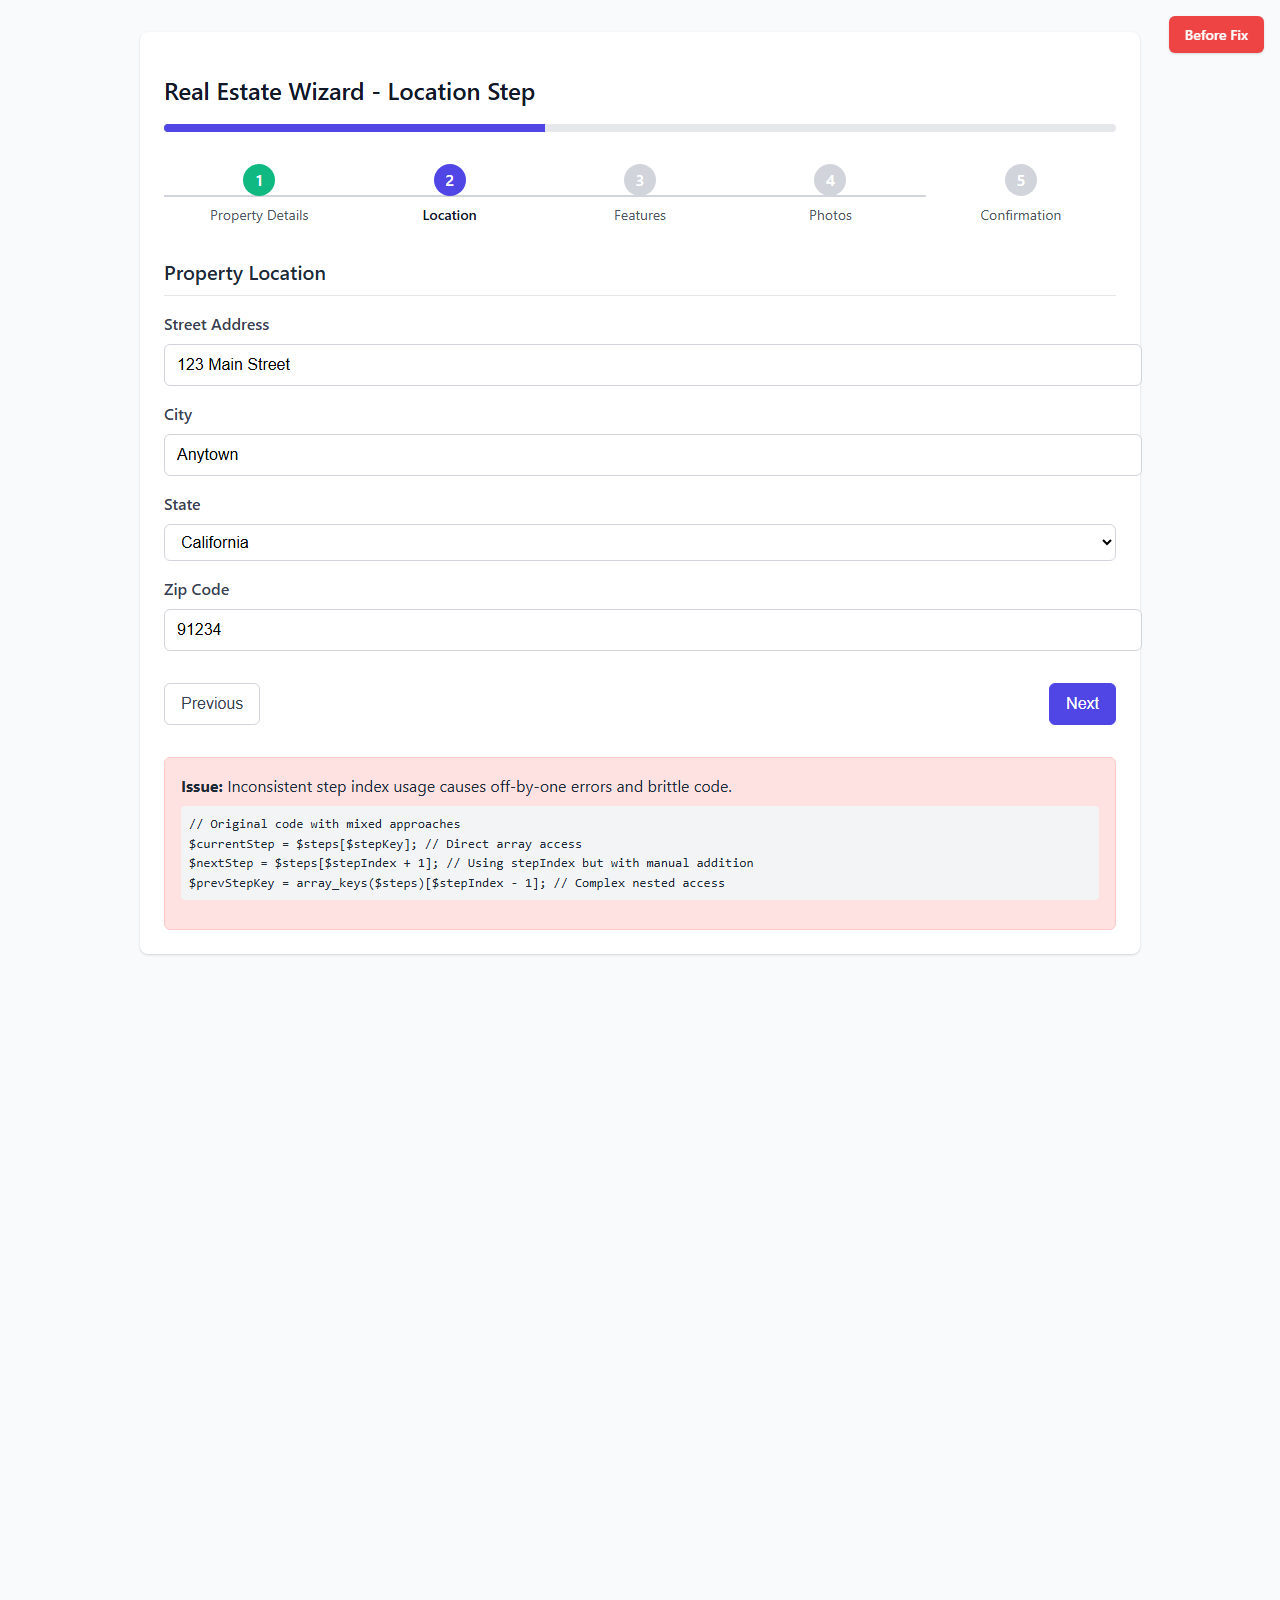 Before Fix
Real Estate Wizard - Location Step
1 2 3 4 5
Property Details Location Features Photos Confirmation
Property Location
Street Address
123 Main Street
City
Anytown
State
California
Zip Code
91234
Previous Next
Issue: Inconsistent step index usage causes off-by-one errors and brittle code.
// Original code with mixed approaches
$currentStep = $steps[$stepKey]; // Direct array access
$nextStep = $steps[$stepIndex + 1]; // Using stepIndex but with manual addition
$prevStepKey = array_keys($steps)[$stepIndex - 1]; // Complex nested access